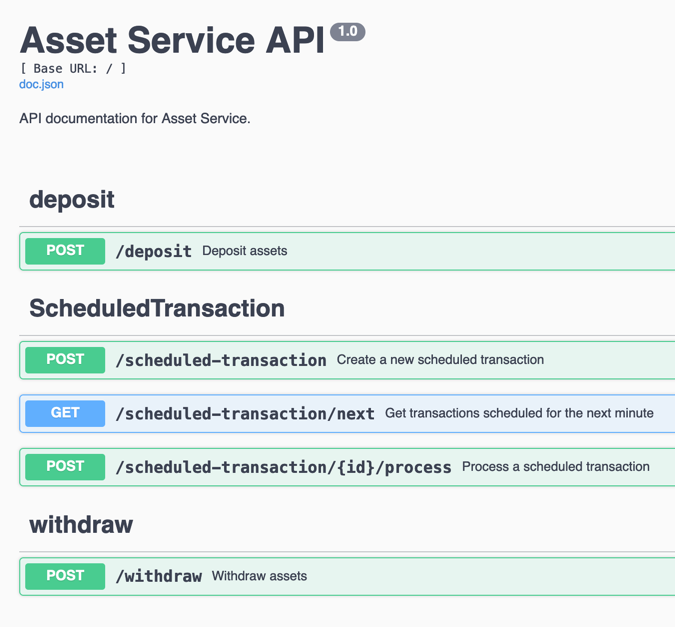 Asset Service API 1.0
[ Base URL: / ]
doc.json
API documentation for Asset Service.
deposit
POST /deposit Deposit assets
ScheduledTransaction
POST /scheduled-transaction Create a new scheduled transaction
GET /scheduled-transaction/next Get transactions scheduled for the next minute
POST /scheduled-transaction/{id}/process Process a scheduled transaction
withdraw
POST /withdraw Withdraw assets